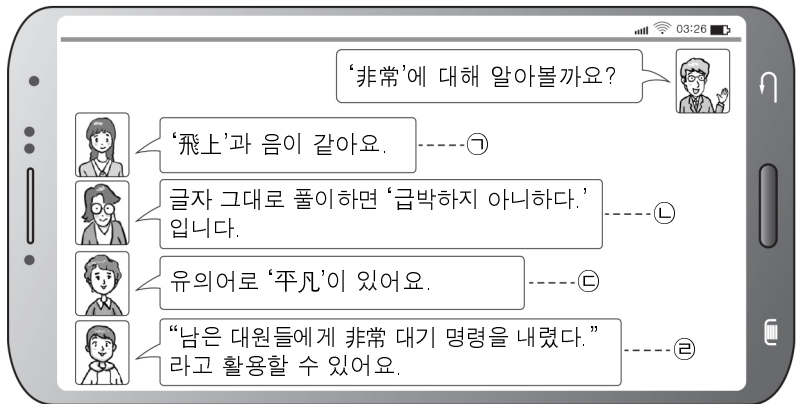 03:26
‘非常’에 대해 알아볼까요?
‘飛上’과 음이 같아요. -----㉠
글자 그대로 풀이하면 ‘급박하지 아니하다.’
입니다. -----㉡
유의어로 ‘平凡’이 있어요. -----㉢
“남은 대원들에게 非常 대기 명령을 내렸다.”
라고 활용할 수 있어요. -----㉣